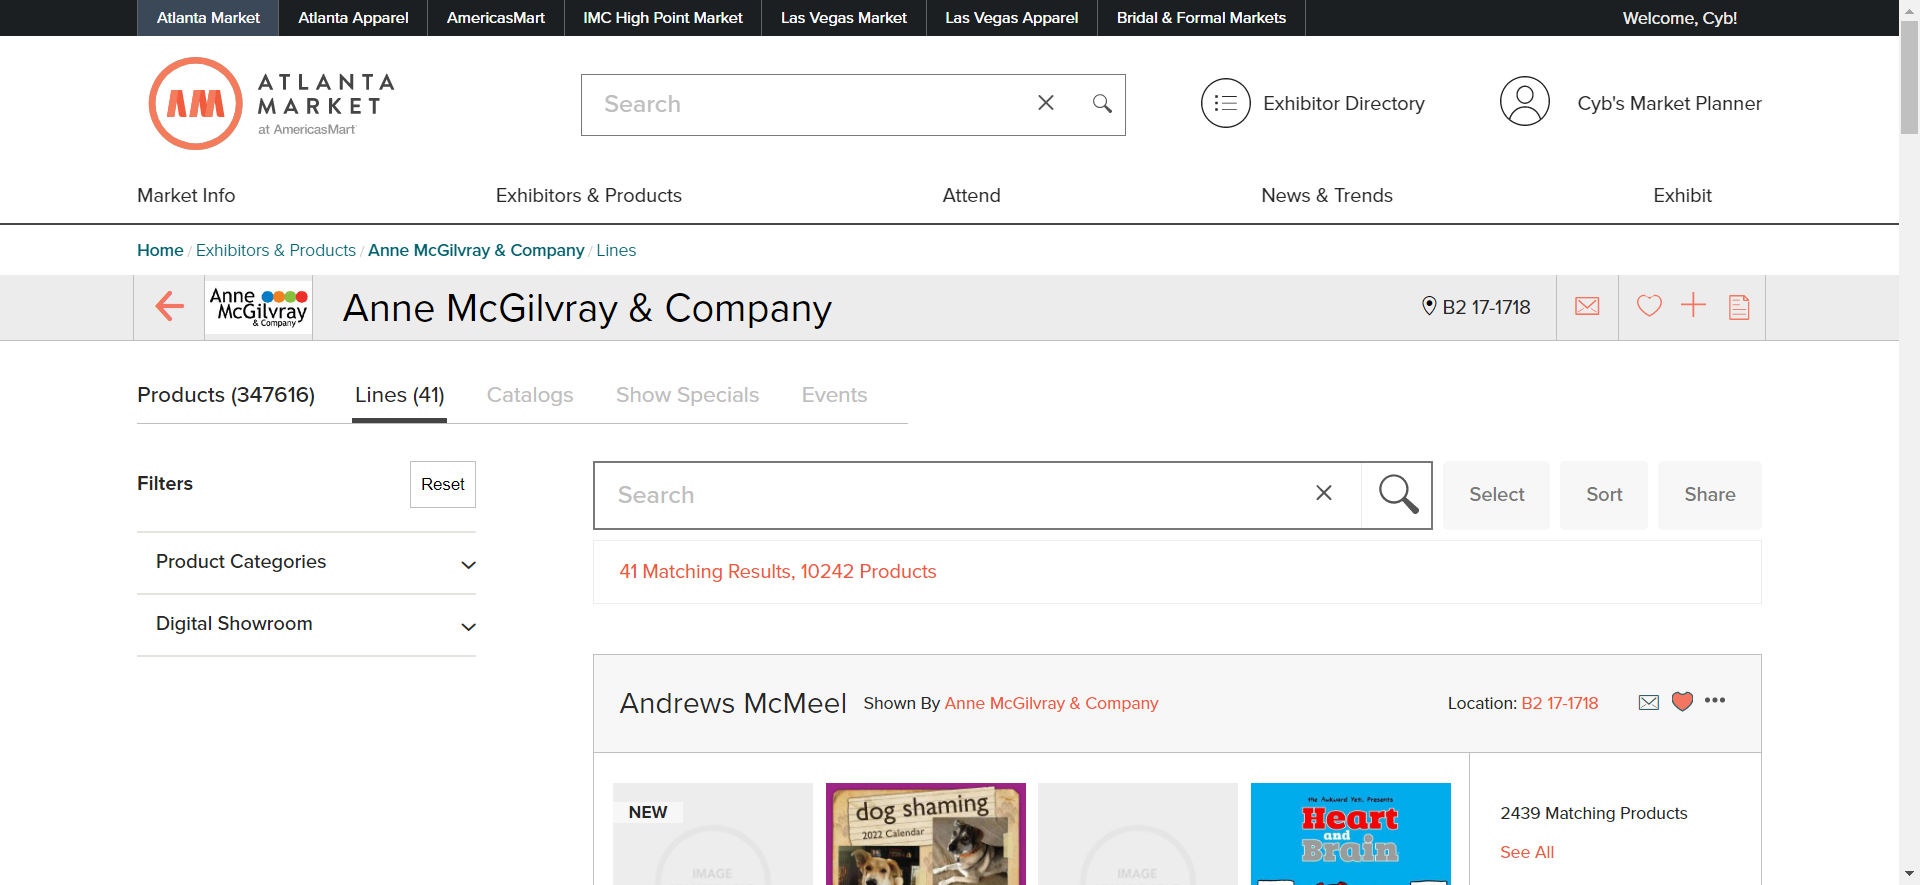 Atlanta Market
Atlanta Apparel
AmericasMart
IMC High Point Market
Las Vegas Market
Las Vegas Apparel
Bridal & Formal Markets
Welcome, Cyb!
AM
ATLANTA
MARKET
at AmericasMart
Search
Exhibitor Directory
Cyb's Market Planner
Market Info
Exhibitors & Products
Attend
News & Trends
Exhibit
Home / Exhibitors & Products / Anne McGilvray & Company / Lines
Anne
McGilvray
& Company
Anne McGilvray & Company
B2 17-1718
Products (347616)
Lines (41)
Catalogs
Show Specials
Events
Filters
Reset
Product Categories
Digital Showroom
Search
Select
Sort
Share
41 Matching Results, 10242 Products
Andrews McMeel
Shown By Anne McGilvray & Company
Location: B2 17-1718
NEW
IMAGE
dog shaming
2022 Calendar
IMAGE
the Awkward Yeti. Presents
Heart
and
Brain
2439 Matching Products
See All